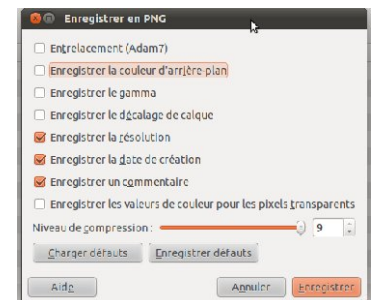 Enregistrer en PNG
Entrelacement (Adam7)
Enregistrer la couleur d'arrière-plan
Enregistrer le gamma
Enregistrer le décalage de calque
Enregistrer la résolution
Enregistrer la date de création
Enregistrer un commentaire
Enregistrer les valeurs de couleur pour les pixels transparents
Niveau de compression : 9
Charger défauts Enregistrer défauts
Aide Annuler Enregistrer